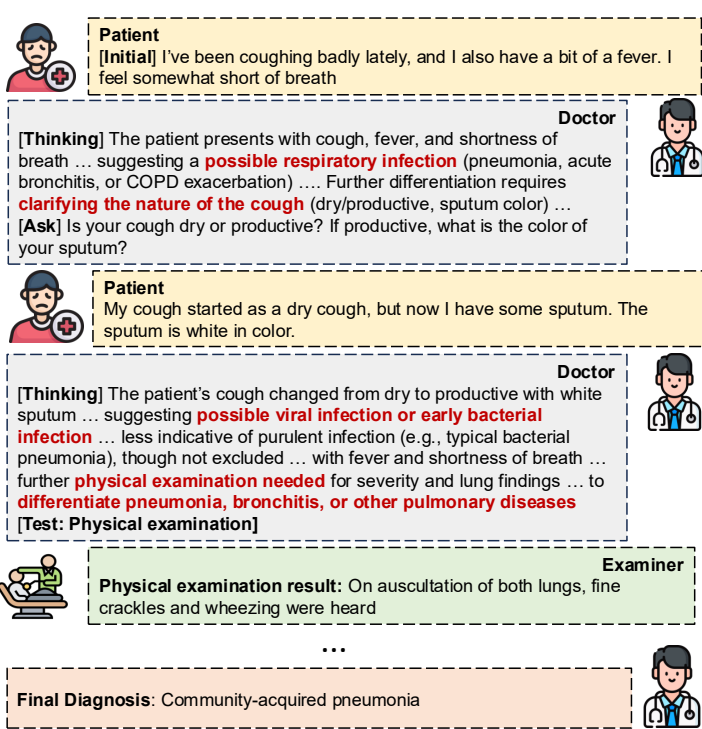 Patient
[Initial] I've been coughing badly lately, and I also have a bit of a fever. I
feel somewhat short of breath
Doctor
[Thinking] The patient presents with cough, fever, and shortness of
breath … suggesting a possible respiratory infection (pneumonia, acute
bronchitis, or COPD exacerbation) …. Further differentiation requires
clarifying the nature of the cough (dry/productive, sputum color) …
[Ask] Is your cough dry or productive? If productive, what is the color of
your sputum?
Patient
My cough started as a dry cough, but now I have some sputum. The
sputum is white in color.
Doctor
[Thinking] The patient's cough changed from dry to productive with white
sputum … suggesting possible viral infection or early bacterial
infection … less indicative of purulent infection (e.g., typical bacterial
pneumonia), though not excluded … with fever and shortness of breath …
further physical examination needed for severity and lung findings … to
differentiate pneumonia, bronchitis, or other pulmonary diseases
[Test: Physical examination]
Examiner
Physical examination result: On auscultation of both lungs, fine
crackles and wheezing were heard
…
Final Diagnosis: Community-acquired pneumonia